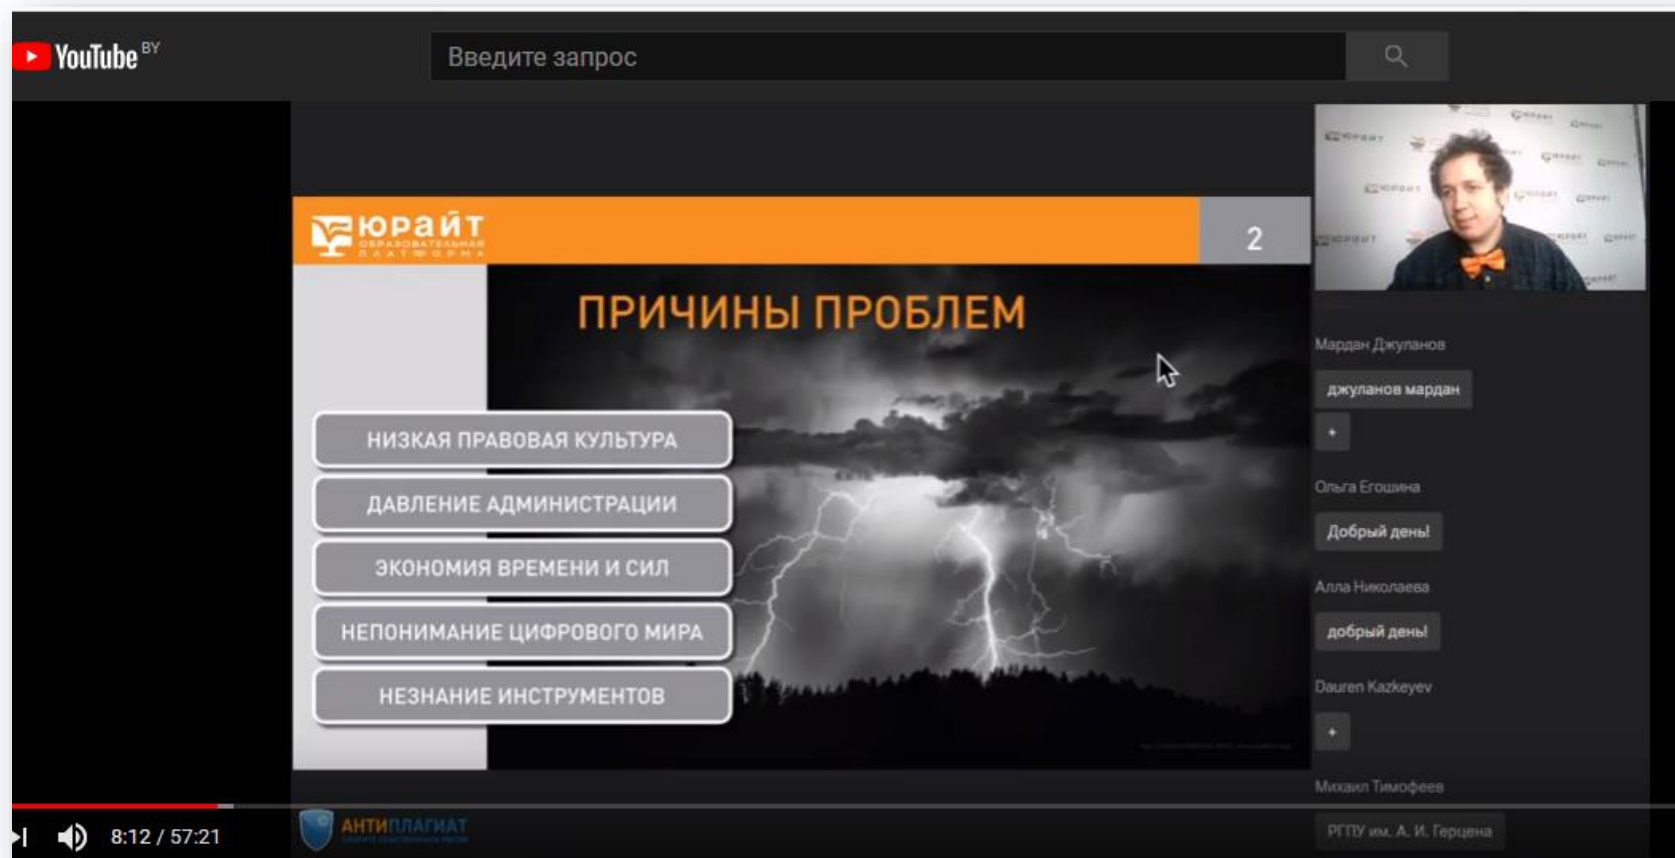 YouTube BY
Введите запрос
ЮРАЙТ
ОБРАЗОВАТЕЛЬНАЯ
ПЛАТФОРМА
2
ПРИЧИНЫ ПРОБЛЕМ
НИЗКАЯ ПРАВОВАЯ КУЛЬТУРА
ДАВЛЕНИЕ АДМИНИСТРАЦИИ
ЭКОНОМИЯ ВРЕМЕНИ И СИЛ
НЕПОНИМАНИЕ ЦИФРОВОГО МИРА
НЕЗНАНИЕ ИНСТРУМЕНТОВ
ЮРАЙТ
Мардан Джуланов
джуланов мардан
+
Ольга Егошина
Добрый день!
Алла Николаева
добрый день!
Dauren Kazkeyev
+
Михаил Тимофеев
РГПУ им. А. И. Герцена
8:12 / 57:21
АНТИПЛАГИАТ